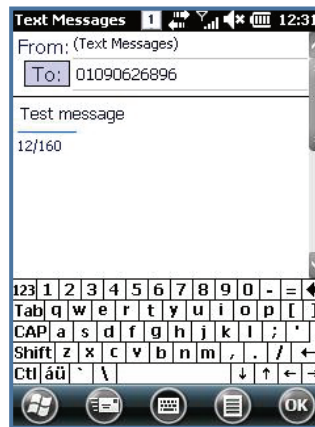 Text Messages 1 12:31
From: (Text Messages)
To: 01090626896
Test message
12/160
123 1 2 3 4 5 6 7 8 9 0 - =
Tab q w e r t y u i o p [ ]
CAP a s d f g h j k l ; '
Shift z x c v b n m , . /
Ctl áü ` \
OK